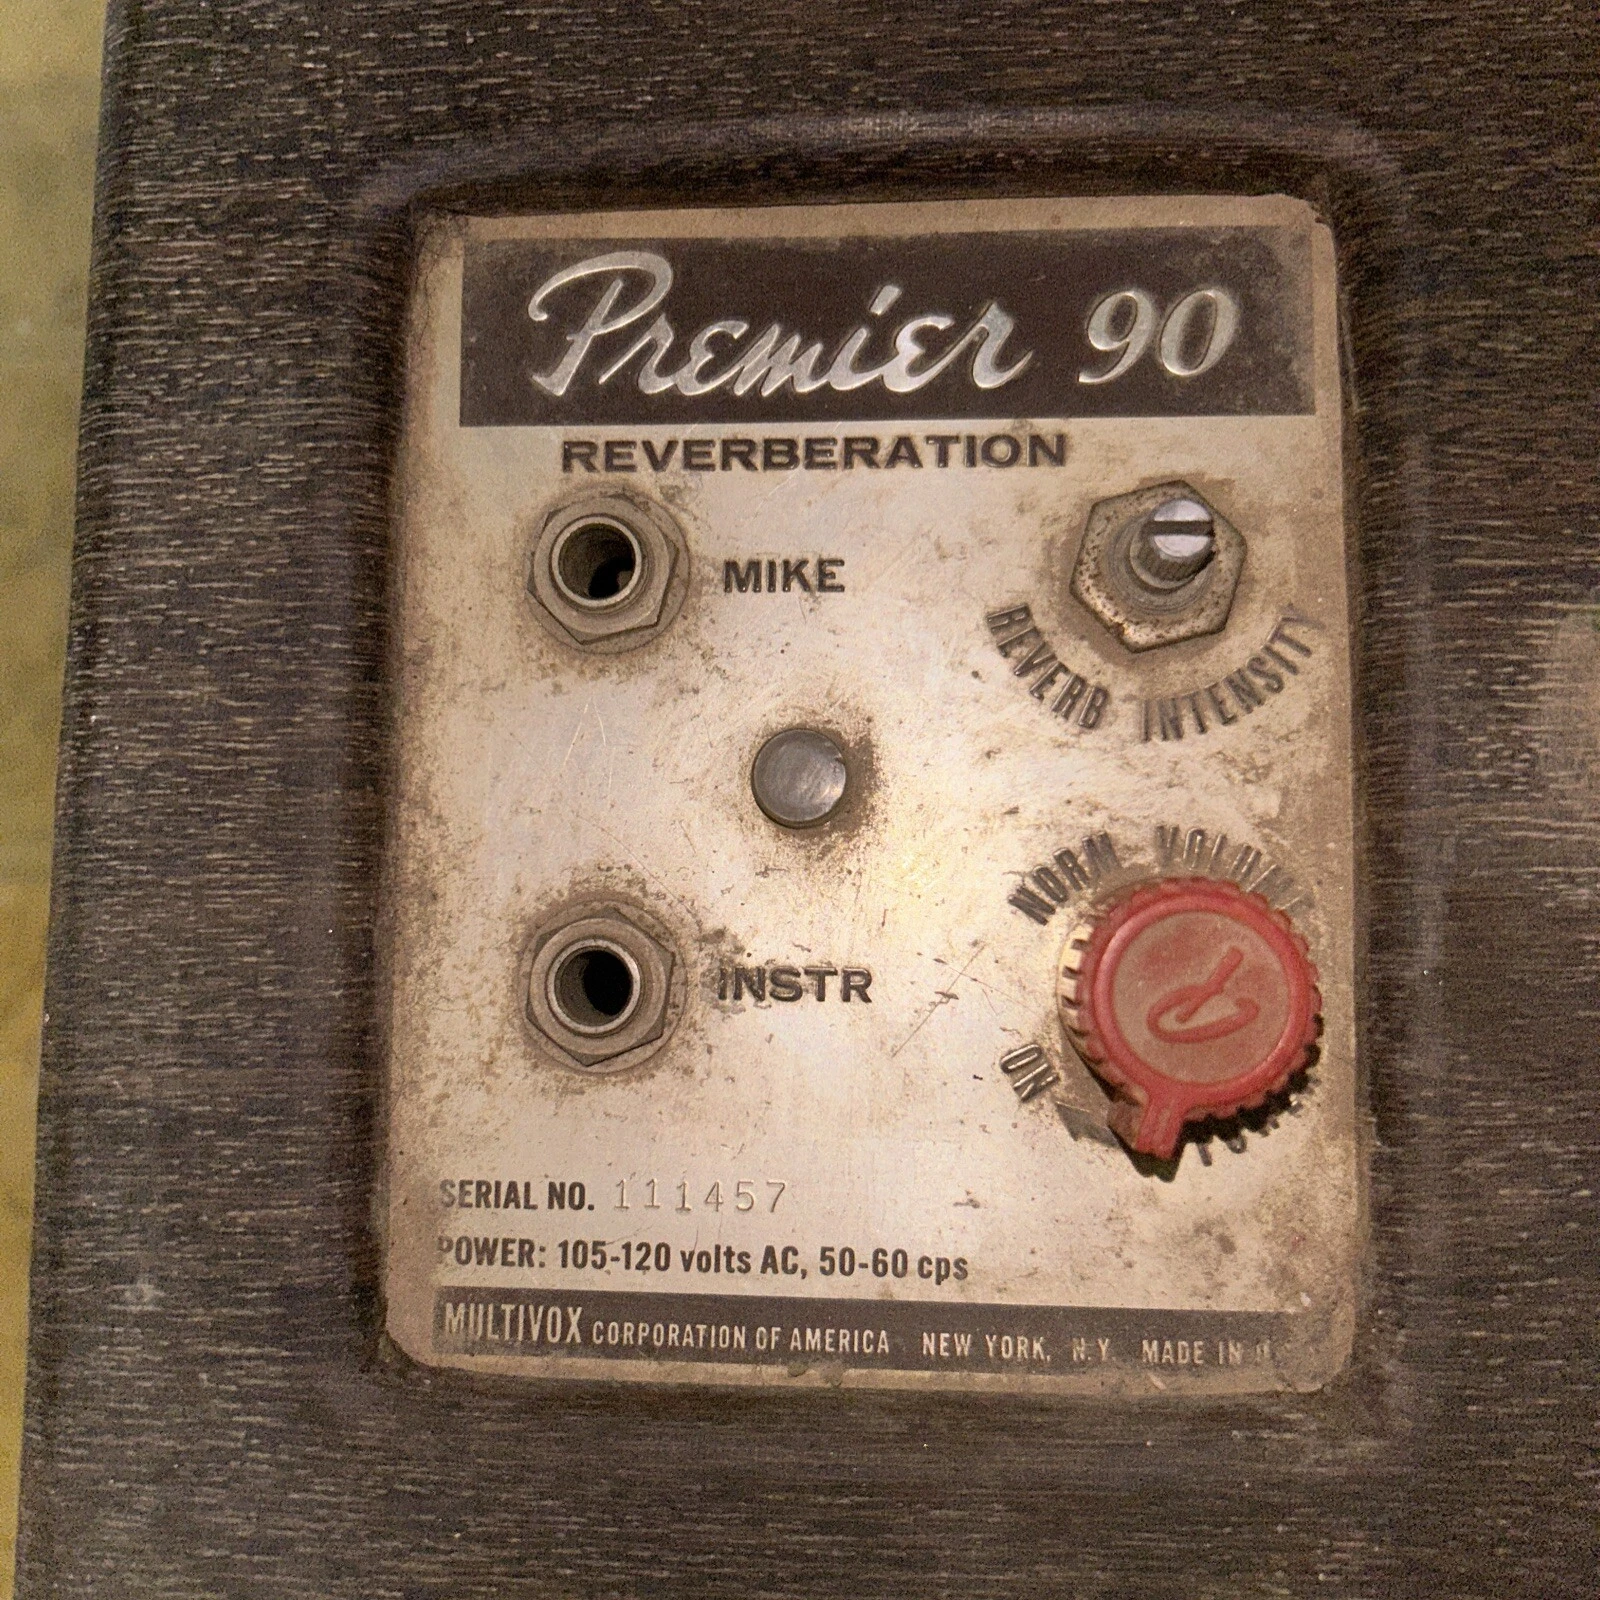 Premier 90
REVERBERATION
MIKE
REVERB INTENSITY
NORM VOLUME
INSTR
ON
SERIAL NO. 111457
POWER: 105-120 volts AC, 50-60 cps
MULTIVOX CORPORATION OF AMERICA NEW YORK, N.Y. MADE IN